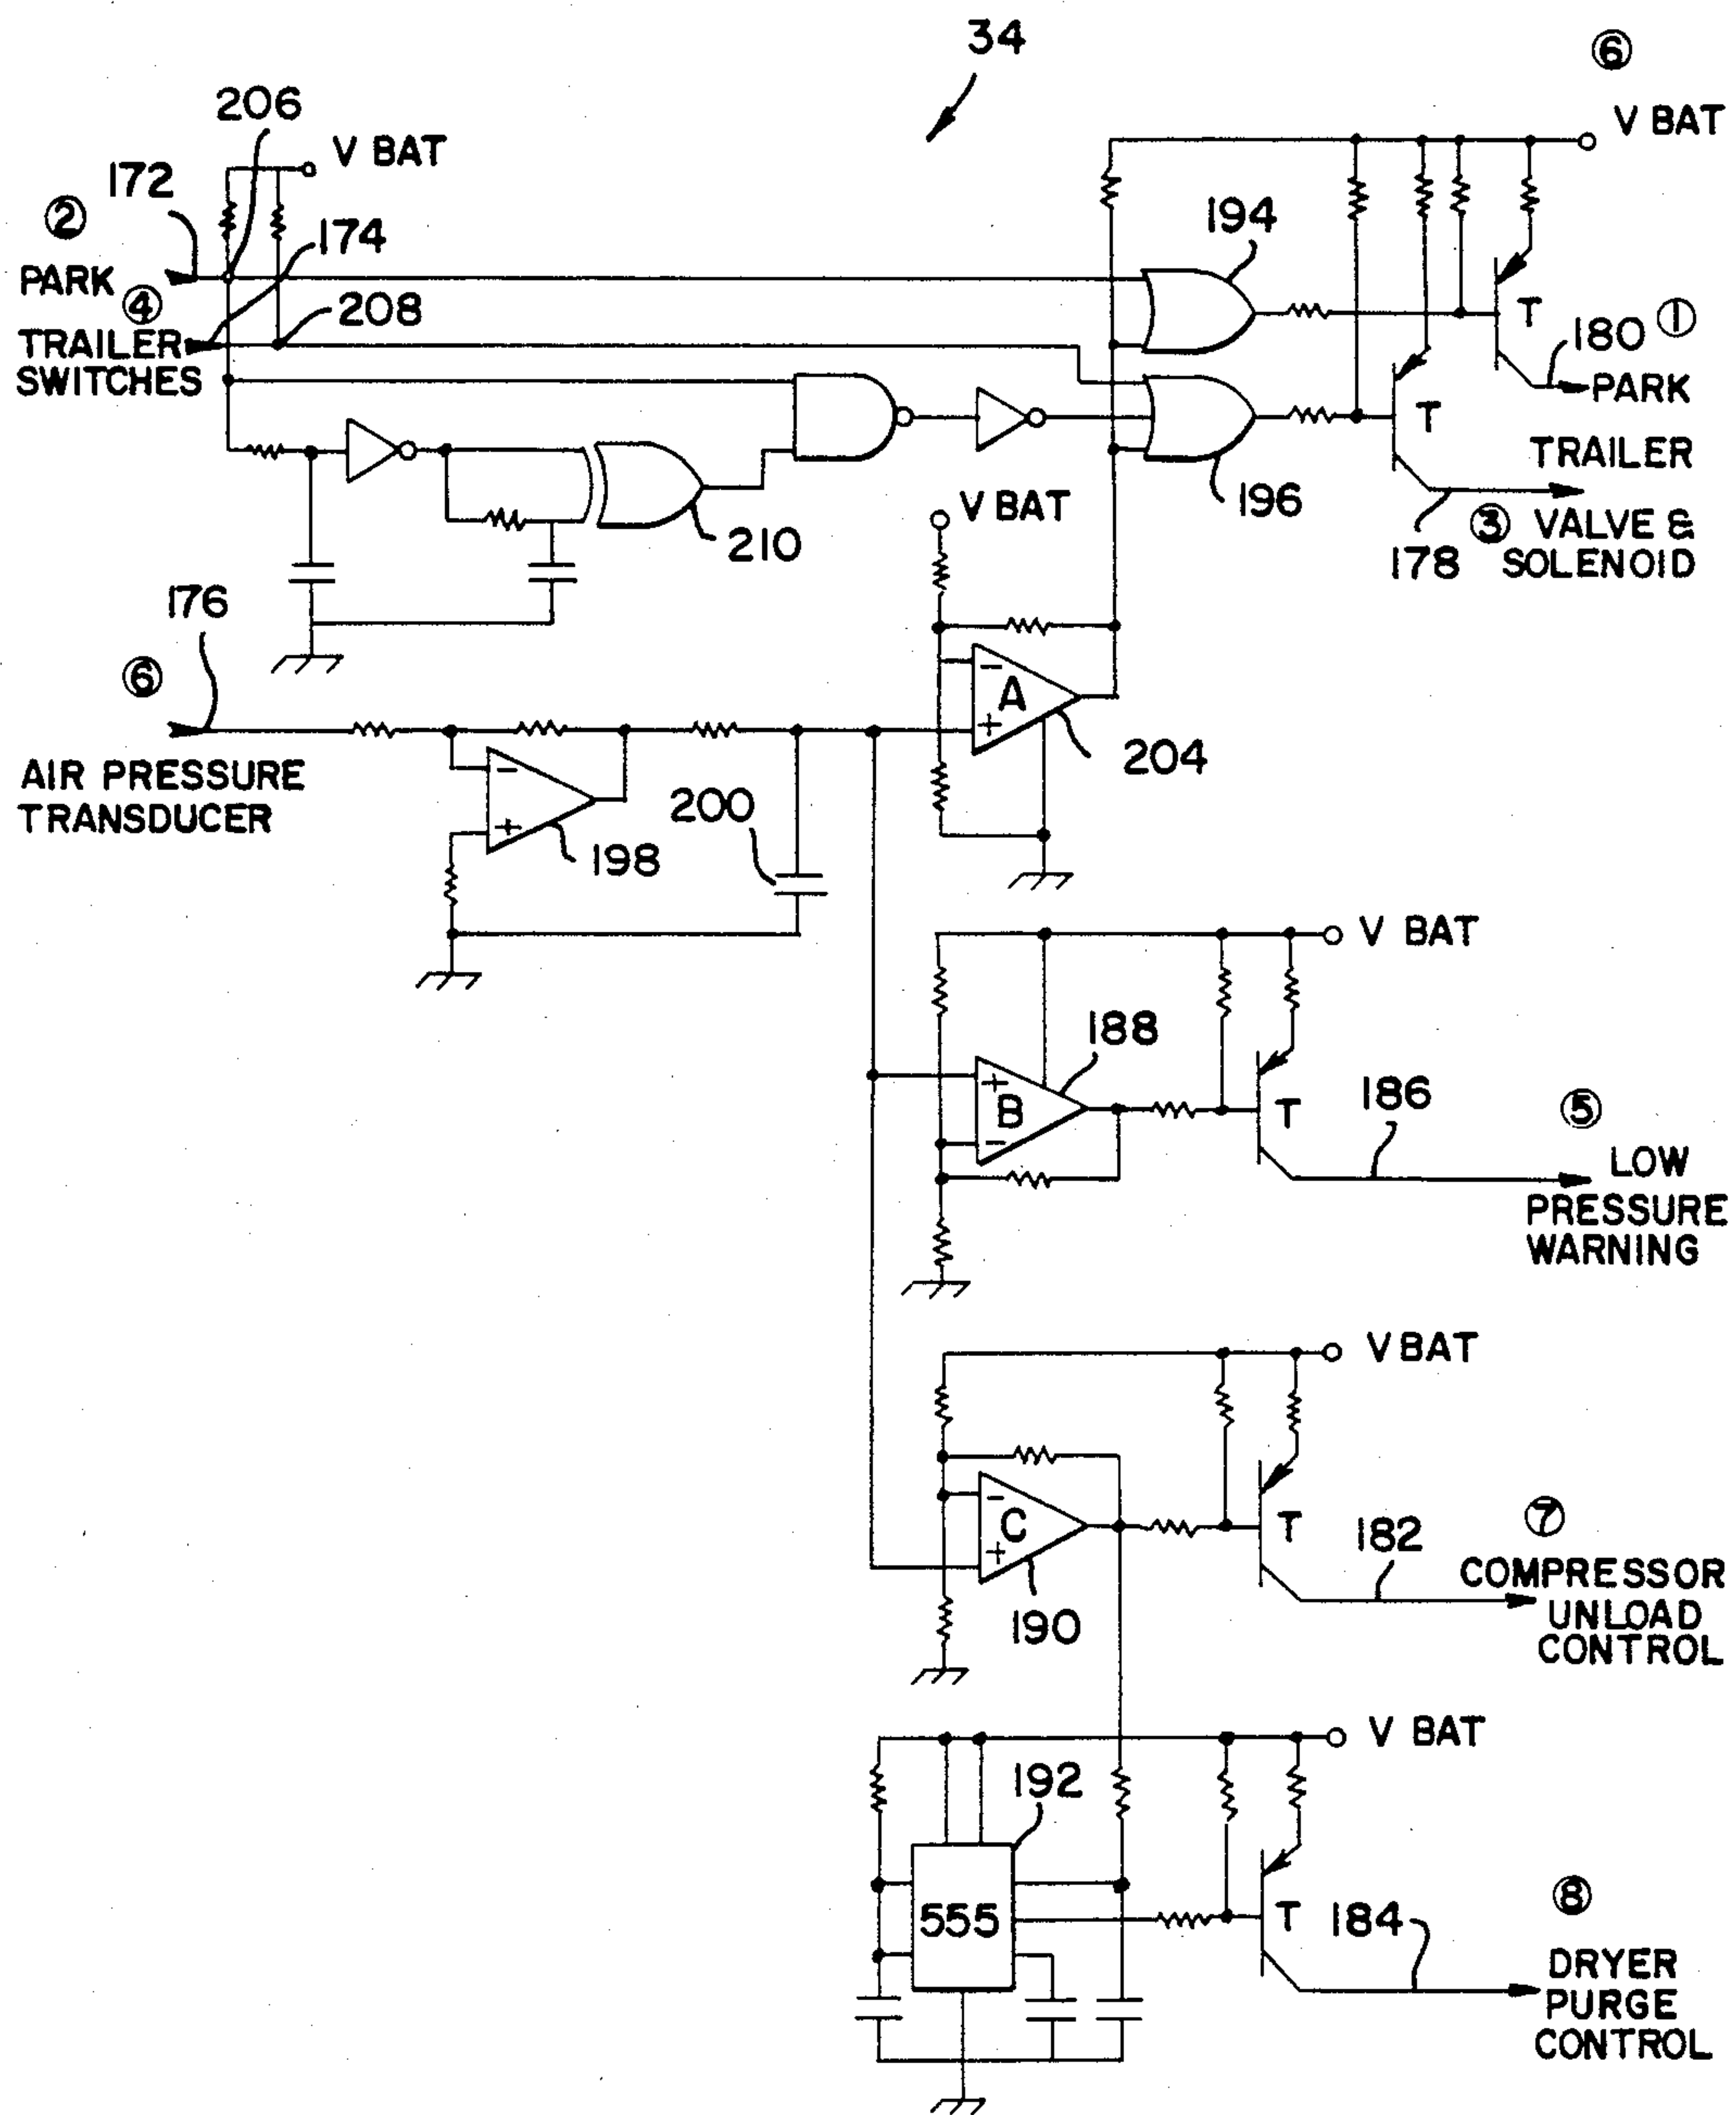 34
⑥
V BAT
206
V BAT
172
②
174
PARK
④
208
TRAILER
SWITCHES
194
T
180
①
PARK
T
TRAILER
196
③ VALVE &
SOLENOID
178
210
V BAT
176
⑥
AIR PRESSURE
TRANSDUCER
−
A
+
204
−
+
198
200
V BAT
188
+
B
−
T
186
⑤
LOW
PRESSURE
WARNING
V BAT
−
C
+
190
T
182
⑦
COMPRESSOR
UNLOAD
CONTROL
V BAT
192
555
T
184
⑧
DRYER
PURGE
CONTROL